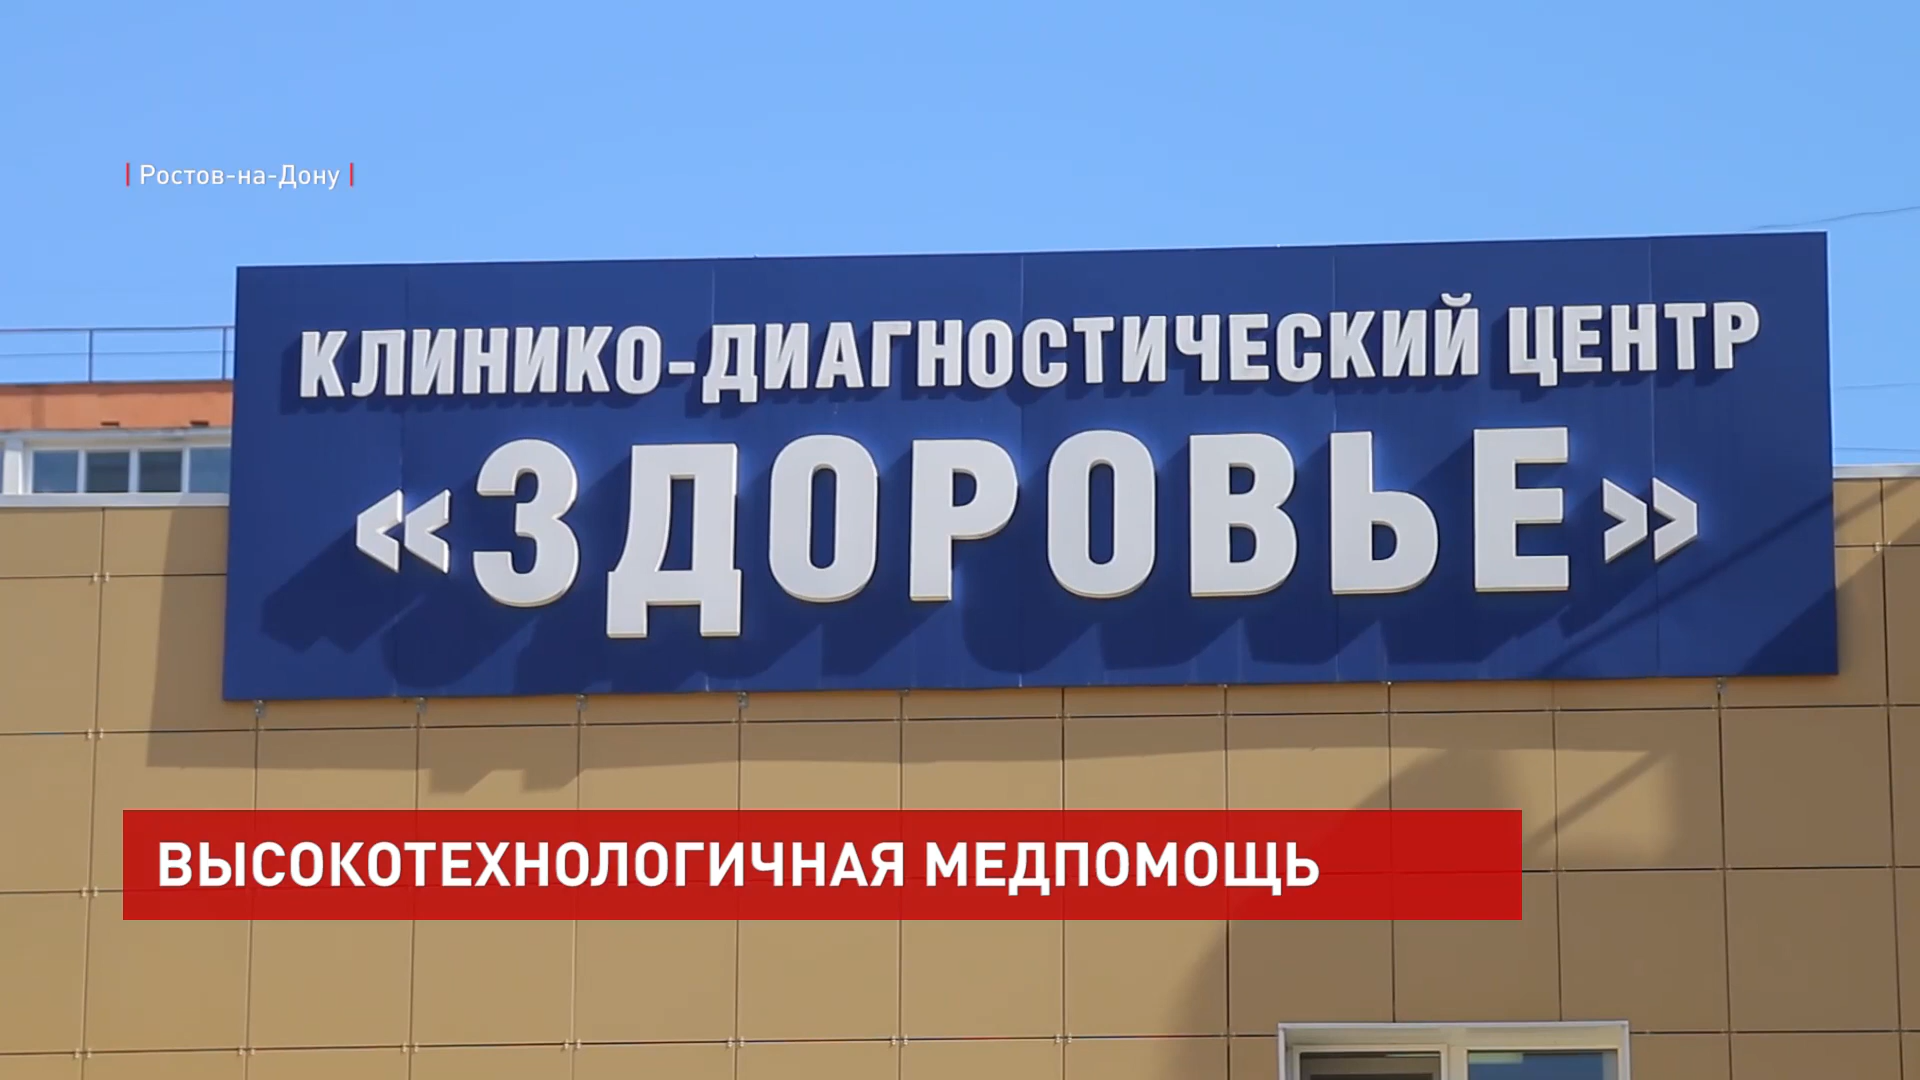 | Ростов-на-Дону |
КЛИНИКО-ДИАГНОСТИЧЕСКИЙ ЦЕНТР
«ЗДОРОВЬЕ»
ВЫСОКОТЕХНОЛОГИЧНАЯ МЕДПОМОЩЬ